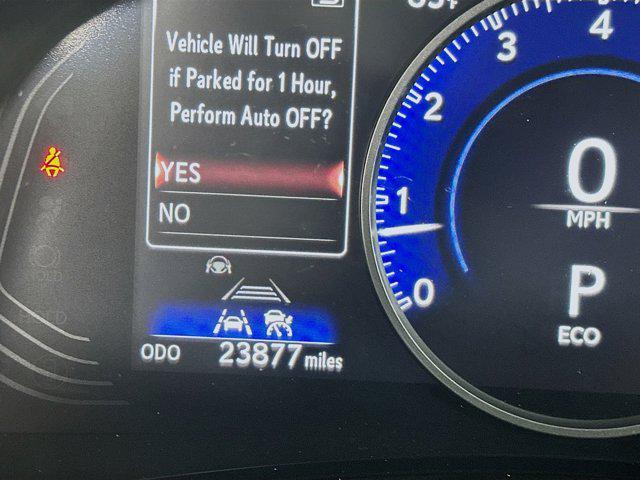 Vehicle Will Turn OFF
if Parked for 1 Hour,
Perform Auto OFF?
YES
NO
ODO 23877 miles
4
3
2
1
0
0
MPH
P
ECO